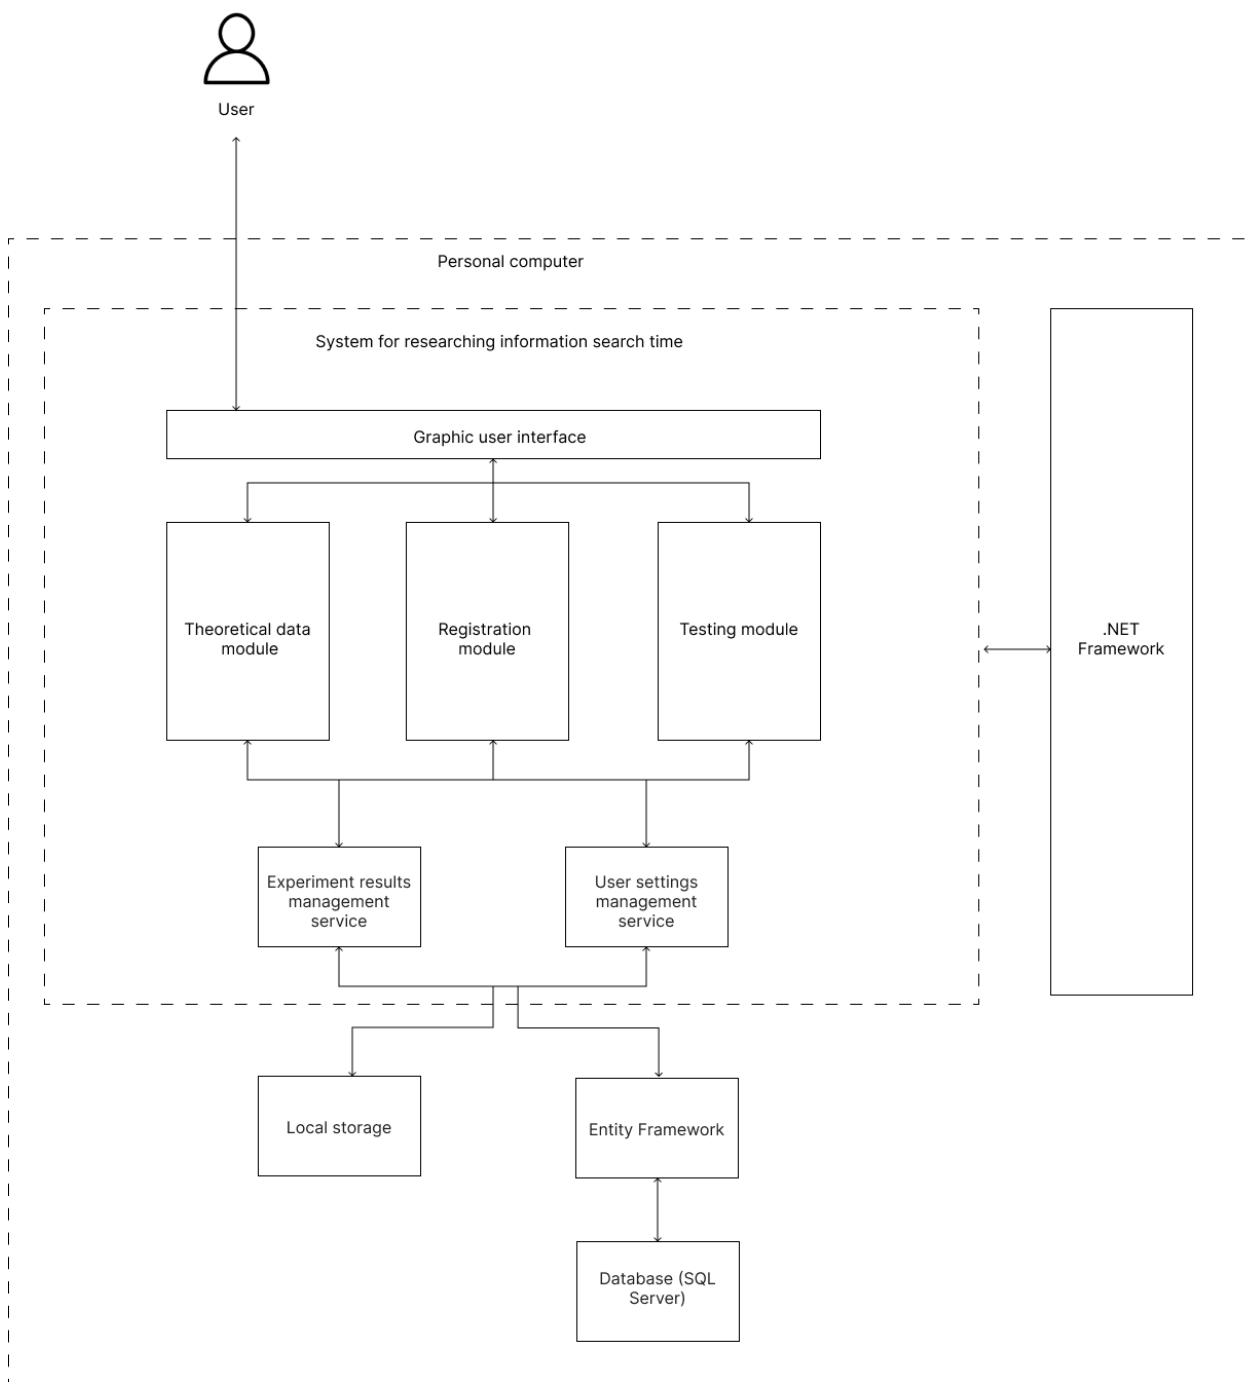 User
Personal computer
System for researching information search time
Graphic user interface
Theoretical data
module
Registration
module
Testing module
.NET
Framework
Experiment results
management
service
User settings
management
service
Local storage
Entity Framework
Database (SQL
Server)